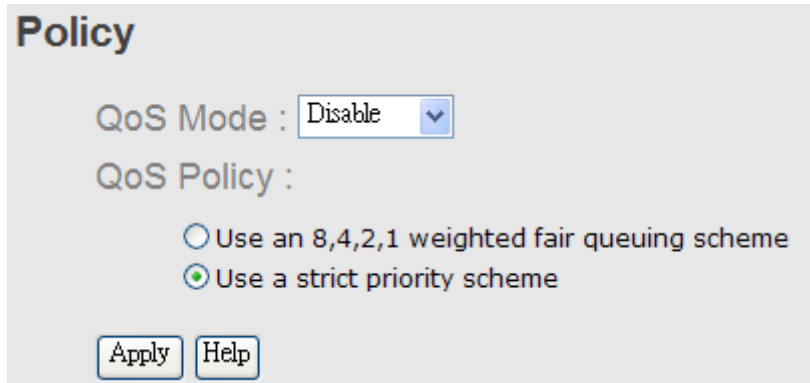 Policy
QoS Mode : Disable
QoS Policy :
Use an 8,4,2,1 weighted fair queuing scheme
Use a strict priority scheme
Apply Help